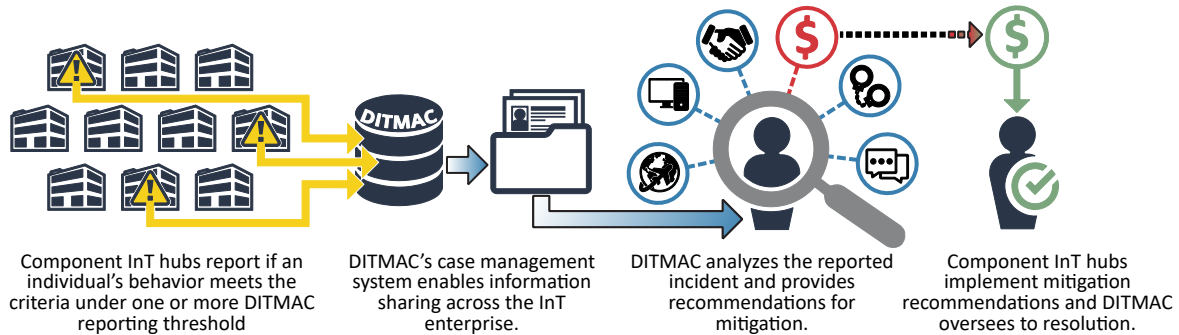 DITMAC
Component InT hubs report if an
individual's behavior meets the
criteria under one or more DITMAC
reporting threshold
DITMAC's case management
system enables information
sharing across the InT
enterprise.
DITMAC analyzes the reported
incident and provides
recommendations for
mitigation.
Component InT hubs
implement mitigation
recommendations and DITMAC
oversees to resolution.